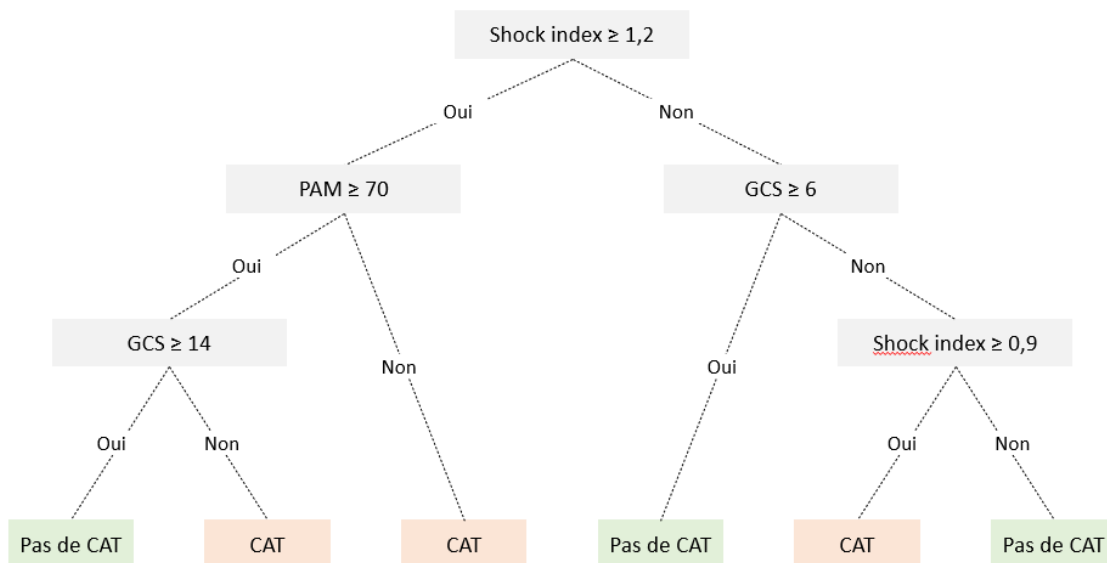 Shock index ≥ 1,2
Oui
Non
PAM ≥ 70
GCS ≥ 6
Oui
Non
GCS ≥ 14
Shock index ≥ 0,9
Non
Oui
Oui
Non
Oui
Non
Pas de CAT
CAT
CAT
Pas de CAT
CAT
Pas de CAT